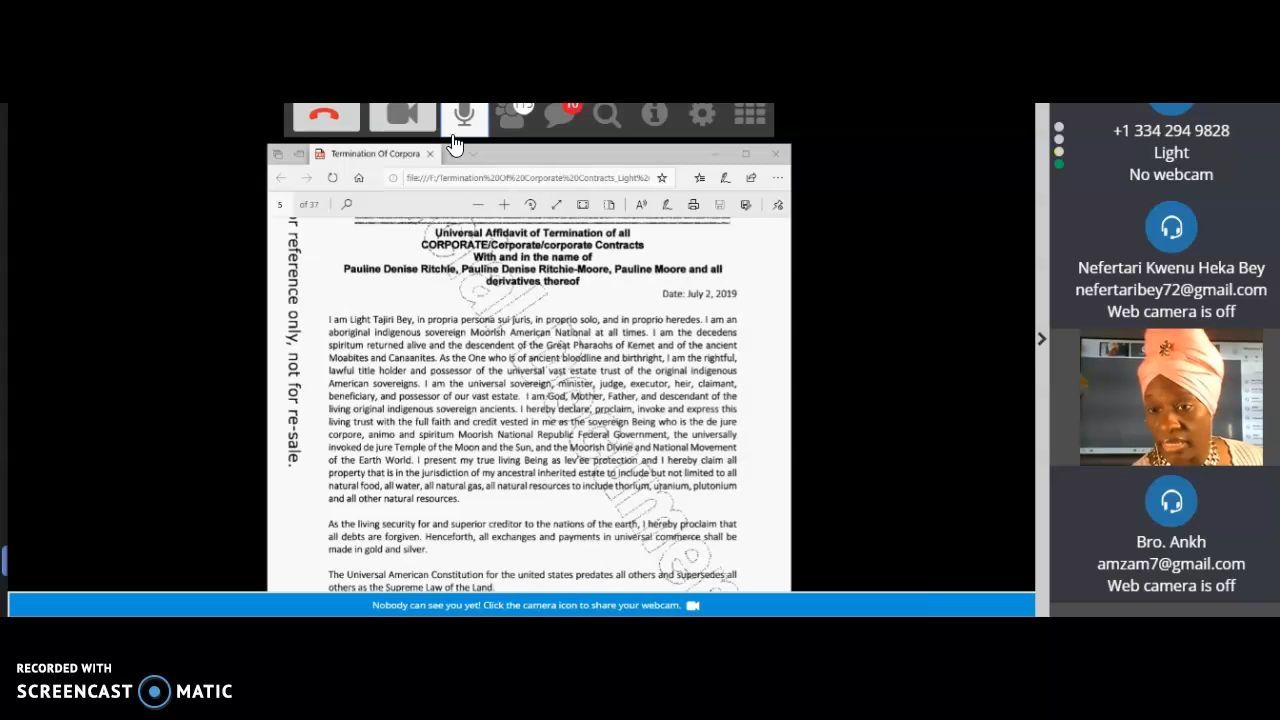 Termination Of Corpora
file:///F:/Termination%20Of%20Corporate%20Contracts_Light%2
5 of 37
or reference only, not for re-sale.
Universal Affidavit of Termination of all
CORPORATE/Corporate/corporate Contracts
With and in the name of
Pauline Denise Ritchie, Pauline Denise Ritchie-Moore, Pauline Moore and all
derivatives thereof
Date: July 2, 2019
I am Light Tajiri Bey, in propria persona sui juris, in proprio solo, and in proprio heredes. I am an
aboriginal indigenous sovereign Moorish American National at all times. I am the decedens
spiritum returned alive and the descendent of the Great Pharaohs of Kemet and of the ancient
Moabites and Canaanites. As the One who is of ancient bloodline and birthright, I am the rightful,
lawful title holder and possessor of the universal vast estate trust of the original indigenous
American sovereigns. I am the universal sovereign, minister, judge, executor, heir, claimant,
beneficiary, and possessor of our vast estate. I am God, Mother, Father, and descendant of the
living original indigenous sovereign ancients. I hereby declare, proclaim, invoke and express this
living trust with the full faith and credit vested in me as the sovereign Being who is the de jure
corpore, animo and spiritum Moorish National Republic Federal Government, the universally
invoked de jure Temple of the Moon and the Sun, and the Moorish Divine and National Movement
of the Earth World. I present my true living Being as levée protection and I hereby claim all
property that is in the jurisdiction of my ancestral inherited estate to include but not limited to all
natural food, all water, all natural gas, all natural resources to include thorium, uranium, plutonium
and all other natural resources.
As the living security for and superior creditor to the nations of the earth, I hereby proclaim that
all debts are forgiven. Henceforth, all exchanges and payments in universal commerce shall be
made in gold and silver.
The Universal American Constitution for the united states predates all others and supersedes all
others as the Supreme Law of the Land.
Nobody can see you yet! Click the camera icon to share your webcam.
+1 334 294 9828
Light
No webcam
Nefertari Kwenu Heka Bey
nefertaribey72@gmail.com
Web camera is off
Bro. Ankh
amzam7@gmail.com
Web camera is off
RECORDED WITH
SCREENCAST MATIC